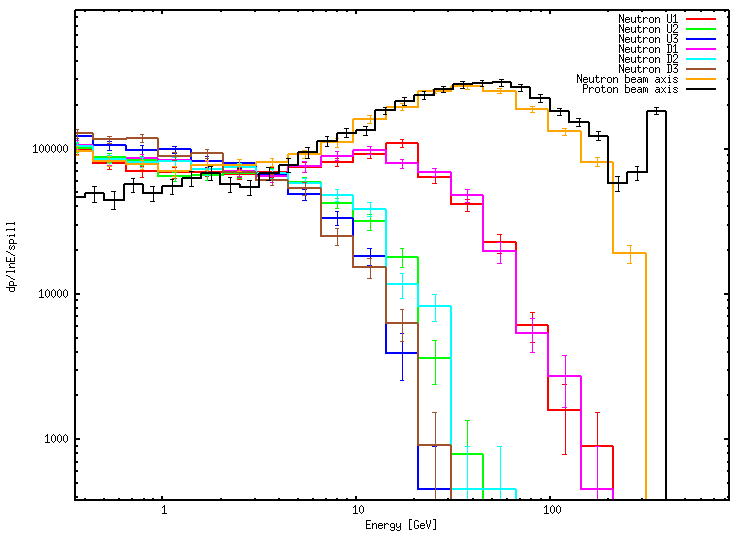 Neutron U1
Neutron U2
Neutron U3
Neutron D1
Neutron D2
Neutron D3
Neutron beam axis
Proton beam axis
100000
10000
1000
dp/lnE/spill
1 10 100
Energy [GeV]